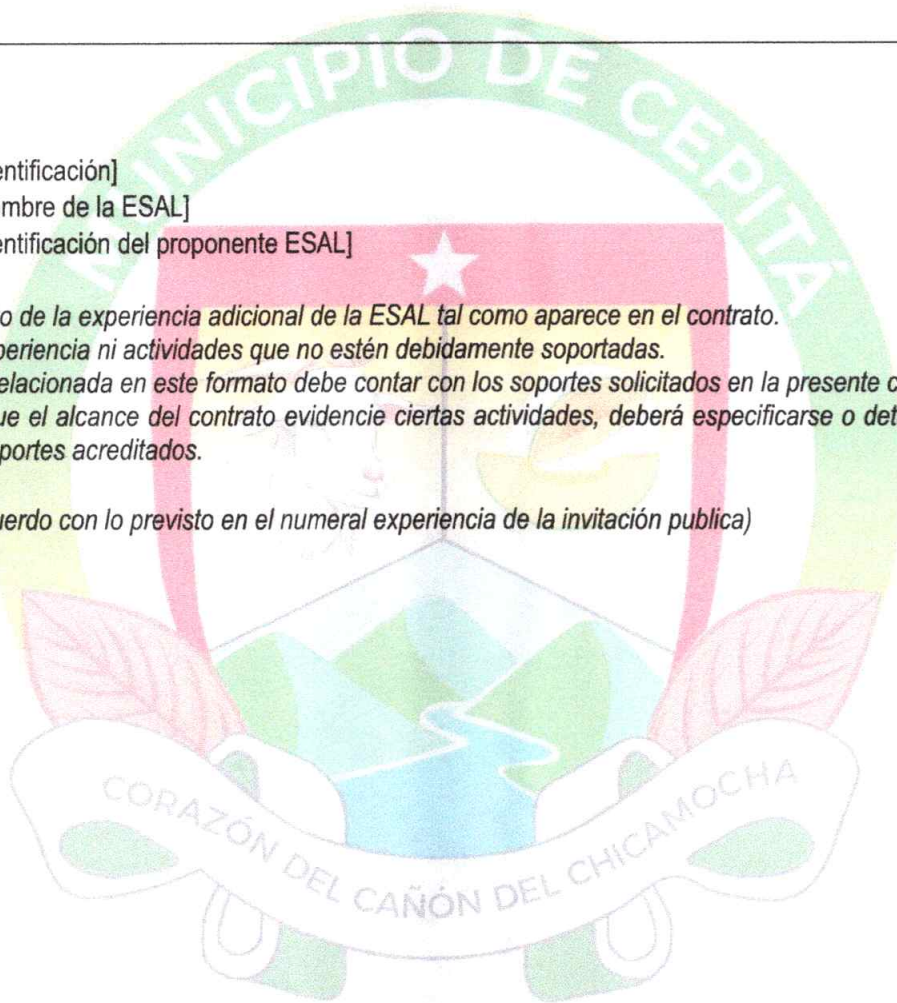 MUNICIPIO DE CEPITÁ
entificación]
mbre de la ESAL]
entificación del proponente ESAL]
o de la experiencia adicional de la ESAL tal como aparece en el contrato.
periencia ni actividades que no estén debidamente soportadas.
elacionada en este formato debe contar con los soportes solicitados en la presente c
ue el alcance del contrato evidencie ciertas actividades, deberá especificarse o det
portes acreditados.
uerdo con lo previsto en el numeral experiencia de la invitación publica)
CORAZÓN DEL CAÑÓN DEL CHICAMOCHA